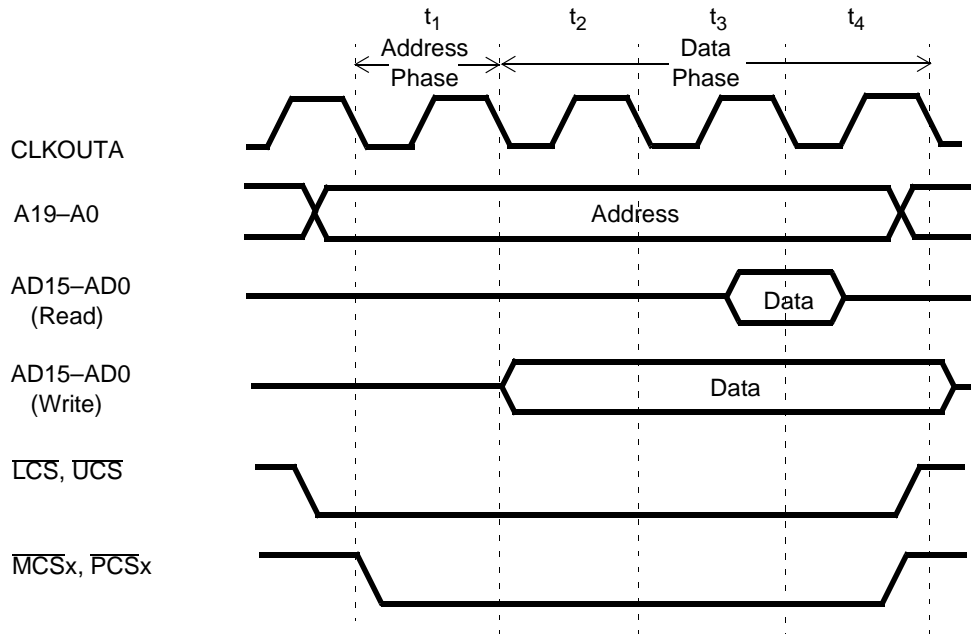 t1 t2 t3 t4
Address Phase
Data Phase
CLKOUTA
A19–A0
Address
AD15–AD0
(Read)
Data
AD15–AD0
(Write)
Data
LCS, UCS
MCSx, PCSx